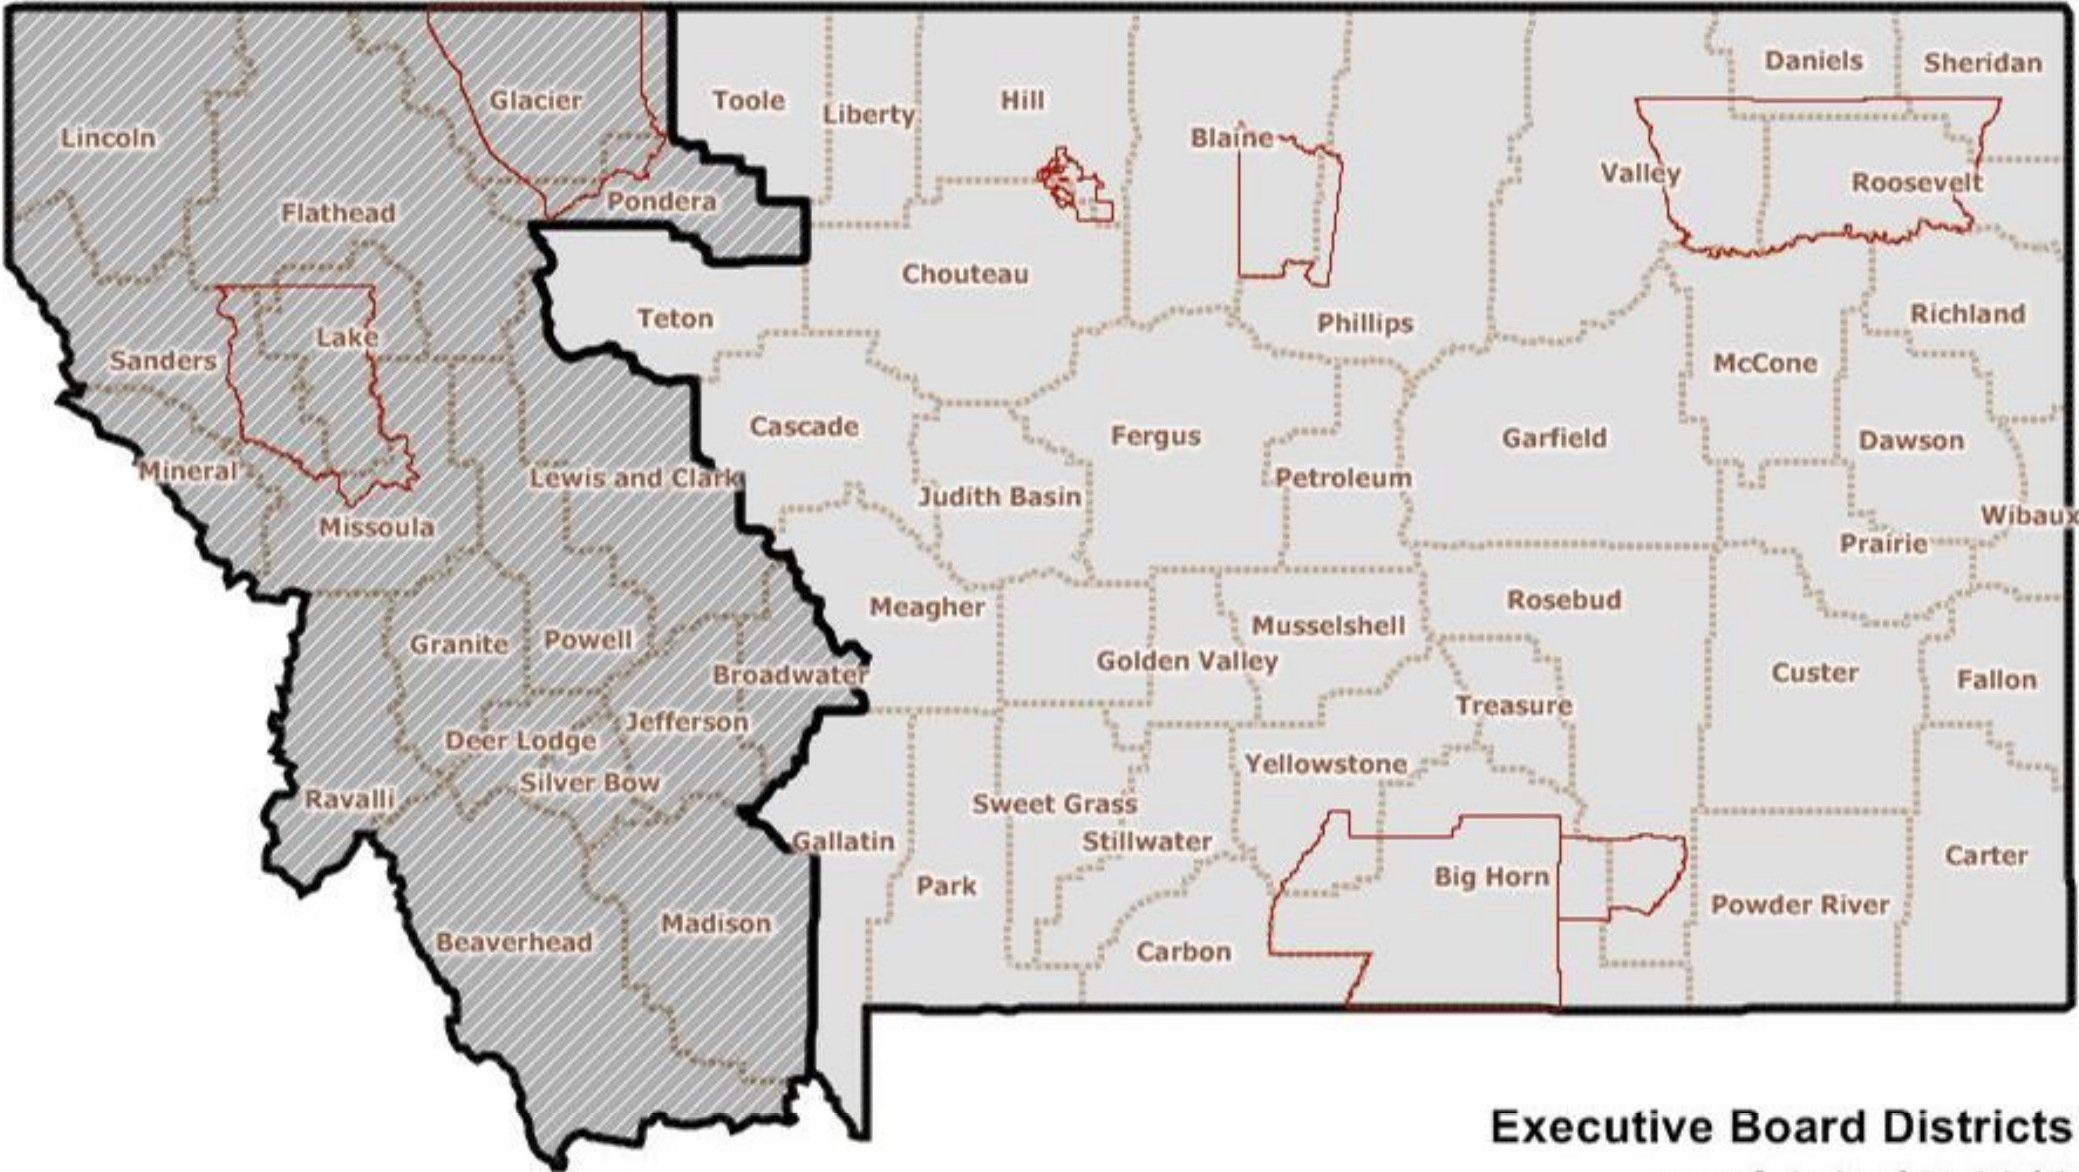 Daniels
Sheridan
Glacier
Toole
Liberty
Hill
Lincoln
Blaine
Valley
Roosevelt
Flathead
Pondera
Chouteau
Teton
Phillips
Richland
Lake
Sanders
McCone
Cascade
Fergus
Garfield
Dawson
Mineral
Lewis and Clark
Petroleum
Judith Basin
Missoula
Wibaux
Prairie
Meagher
Rosebud
Granite
Powell
Musselshell
Golden Valley
Broadwater
Custer
Fallon
Treasure
Jefferson
Deer Lodge
Silver Bow
Yellowstone
Ravalli
Sweet Grass
Gallatin
Stillwater
Carter
Park
Big Horn
Powder River
Madison
Beaverhead
Carbon
Executive Board Districts